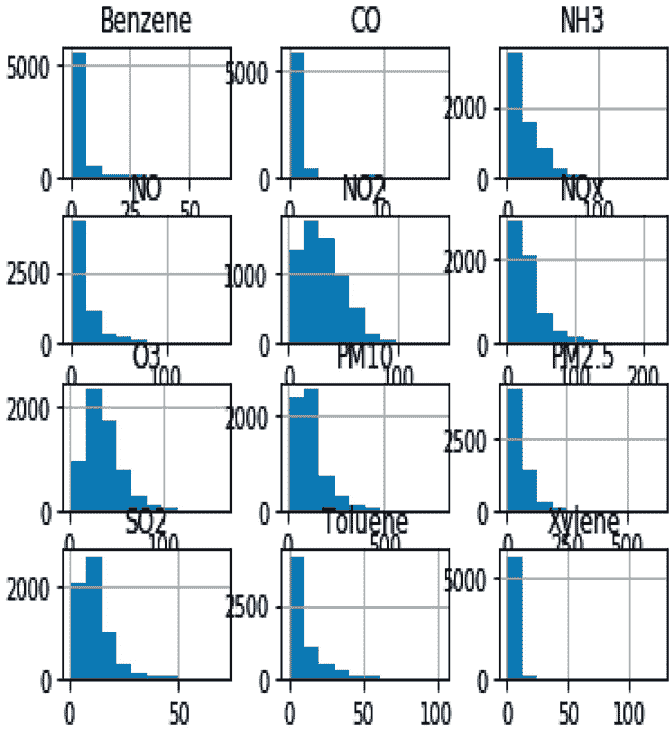 Benzene CO NH3
5000 5000 2000
0 0 0
0 25 50 0 10 0 100
NO NO2 NOx
2500 1000 2000
0 0 0
0 100 0 100 0 100 200
O3 PM10 PM2.5
2000 2000 2500
0 0 0
0 100 0 500 0 250 500
SO2 Toluene Xylene
2000 2500 5000
0 0 0
0 50 0 50 100 0 50 100